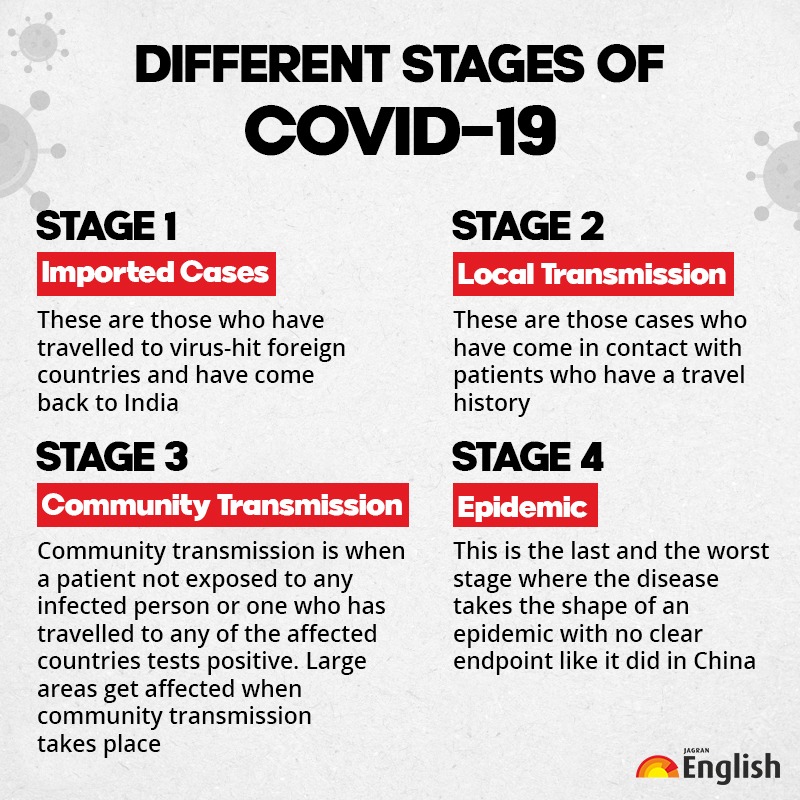 DIFFERENT STAGES OF
COVID-19
STAGE 1
Imported Cases
These are those who have
travelled to virus-hit foreign
countries and have come
back to India
STAGE 2
Local Transmission
These are those cases who
have come in contact with
patients who have a travel
history
STAGE 3
Community Transmission
Community transmission is when
a patient not exposed to any
infected person or one who has
travelled to any of the affected
countries tests positive. Large
areas get affected when
community transmission
takes place
STAGE 4
Epidemic
This is the last and the worst
stage where the disease
takes the shape of an
epidemic with no clear
endpoint like it did in China
JAGRAN
English